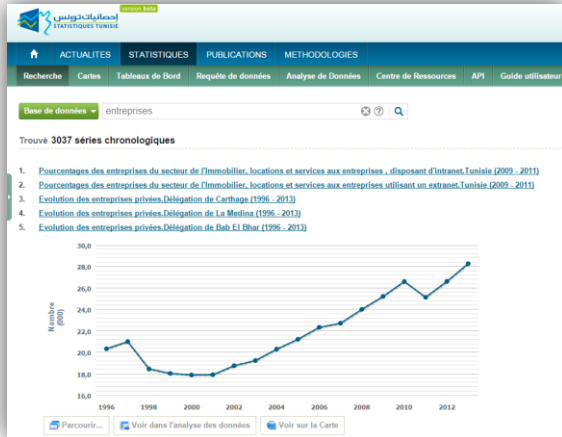 version beta
إحصائيات تونس
STATISTIQUES TUNISIE
ACTUALITES STATISTIQUES PUBLICATIONS METHODOLOGIES
Recherche Cartes Tableaux de Bord Requête de données Analyse de Données Centre de Ressources API Guide utilisateur
Base de données entreprises
Trouvé 3037 séries chronologiques
1. Pourcentages des entreprises du secteur de l'Immobilier, locations et services aux entreprises , disposant d'intranet,Tunisie (2009 - 2011)
2. Pourcentages des entreprises du secteur de l'Immobilier, locations et services aux entreprises utilisant un extranet,Tunisie (2009 - 2011)
3. Evolution des entreprises privées,Délégation de Carthage (1996 - 2013)
4. Evolution des entreprises privées,Délégation de La Medina (1996 - 2013)
5. Evolution des entreprises privées,Délégation de Bab El Bhar (1996 - 2013)
30,0
28,0
26,0
24,0
22,0
20,0
18,0
16,0
Nombre
(000)
1996 1998 2000 2002 2004 2006 2008 2010 2012
Parcourir... Voir dans l'analyse des données Voir sur la Carte